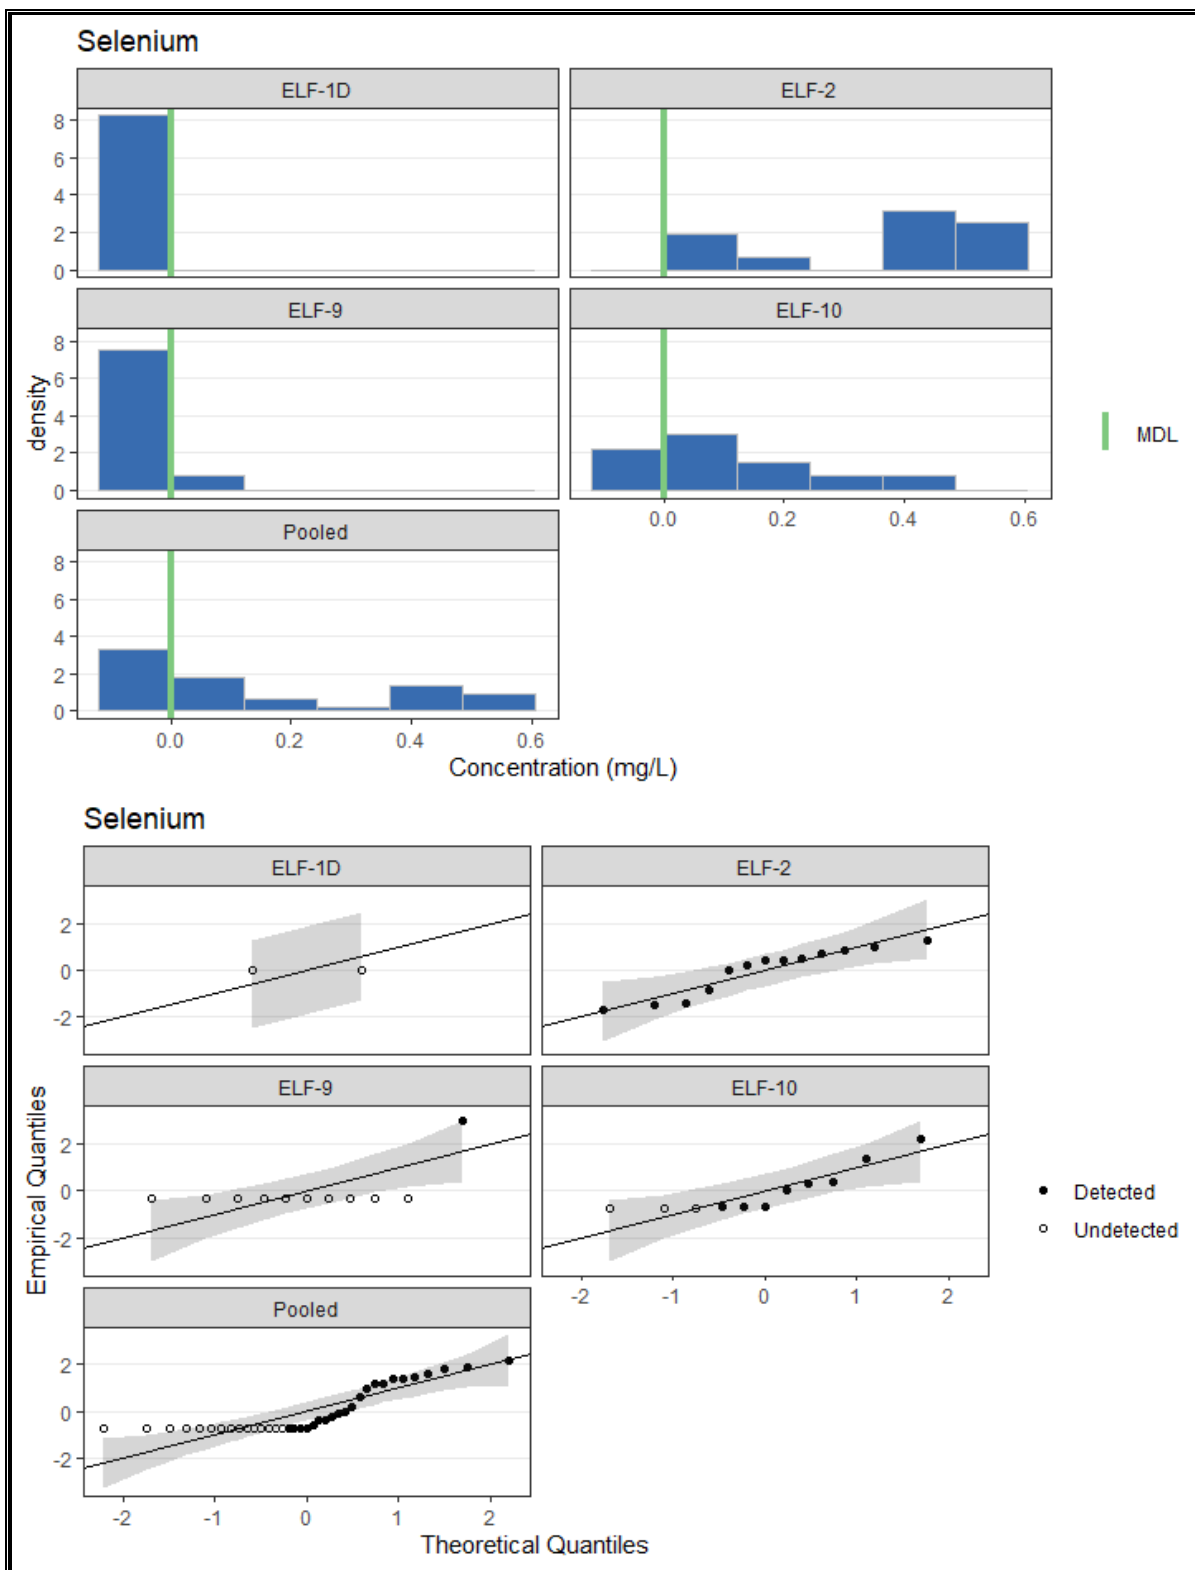 Selenium
ELF-1D
ELF-2
8
6
4
2
0
ELF-9
ELF-10
8
6
4
2
0
density
MDL
0.0
0.2
0.4
0.6
Pooled
8
6
4
2
0
0.0
0.2
0.4
0.6
Concentration (mg/L)
Selenium
ELF-1D
ELF-2
2
0
-2
ELF-9
ELF-10
2
0
-2
Empirical Quantiles
Detected
Undetected
-2
-1
0
1
2
Pooled
2
0
-2
-2
-1
0
1
2
Theoretical Quantiles